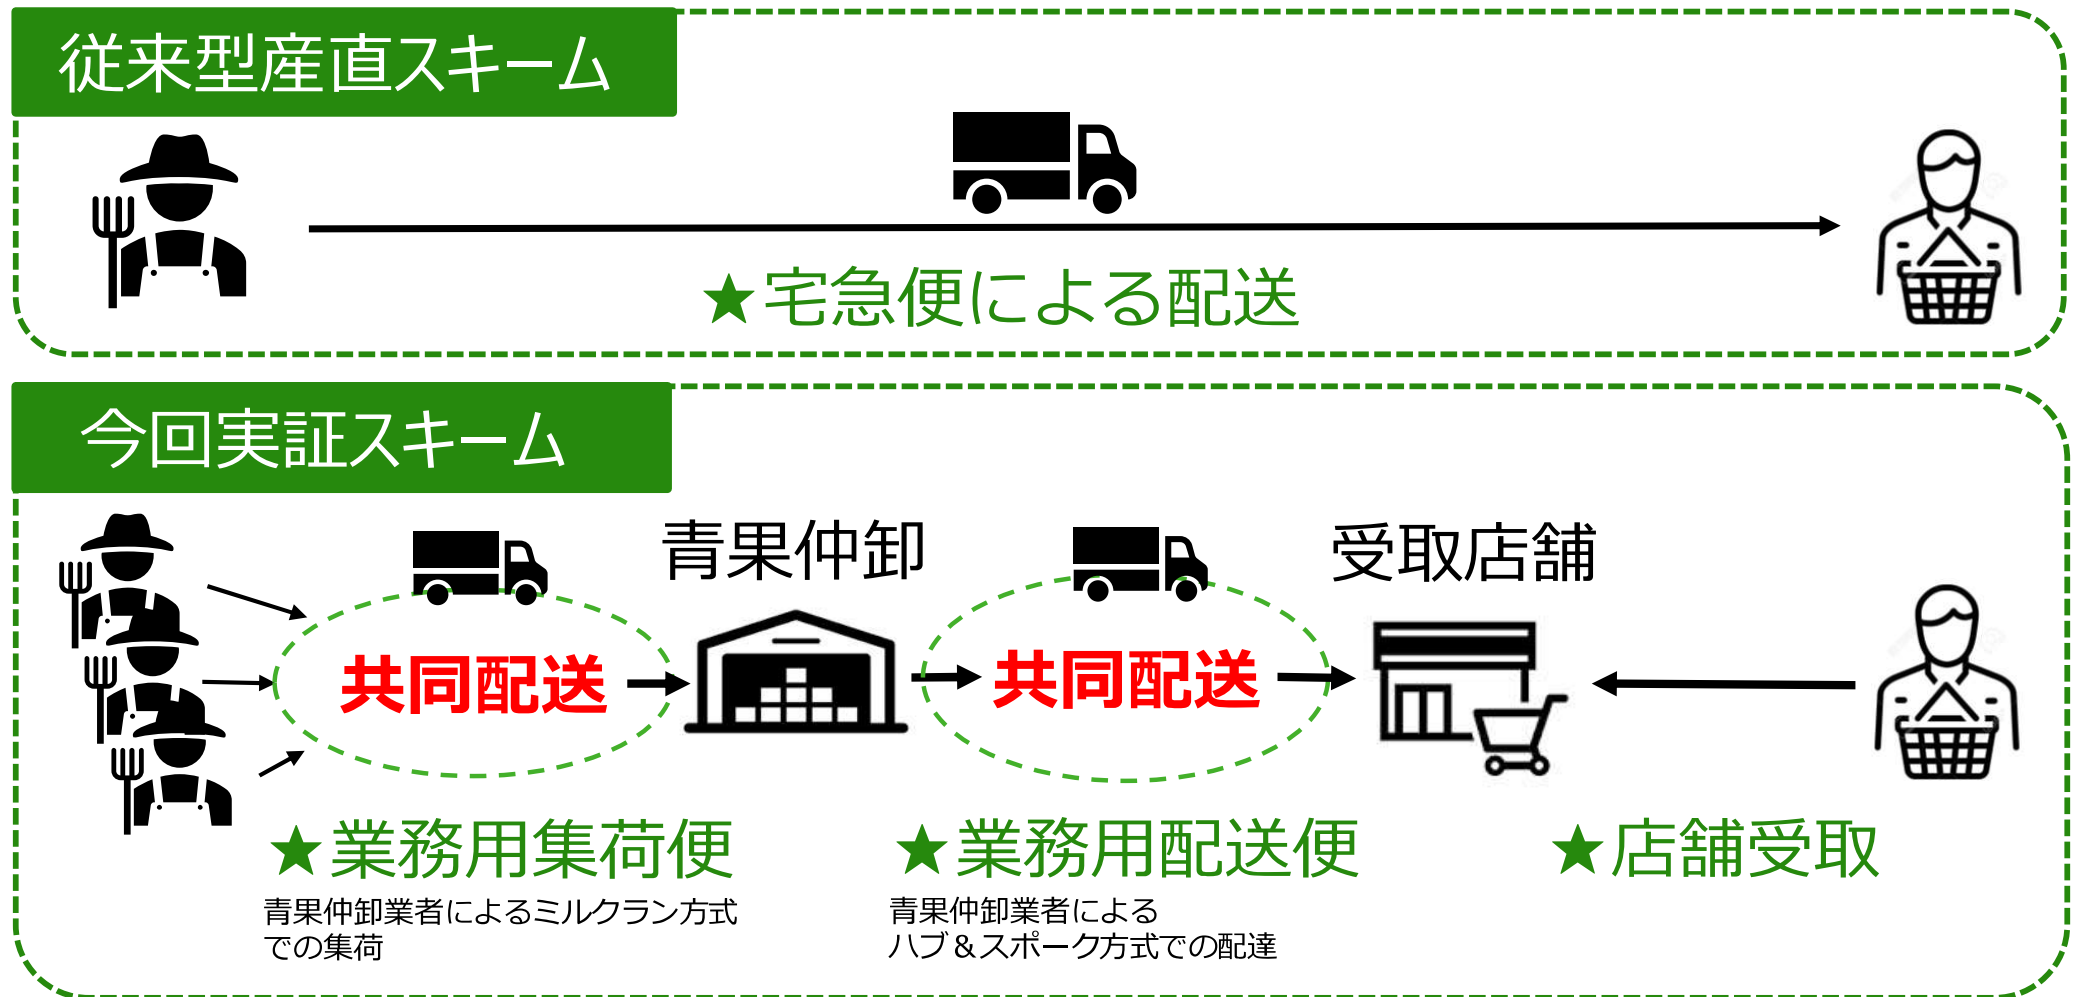 従来型産直スキーム
★宅急便による配送
今回実証スキーム
青果仲卸
受取店舗
共同配送
共同配送
★業務用集荷便
青果仲卸業者によるミルクラン方式
での集荷
★業務用配送便
青果仲卸業者による
ハブ＆スポーク方式での配達
★店舗受取